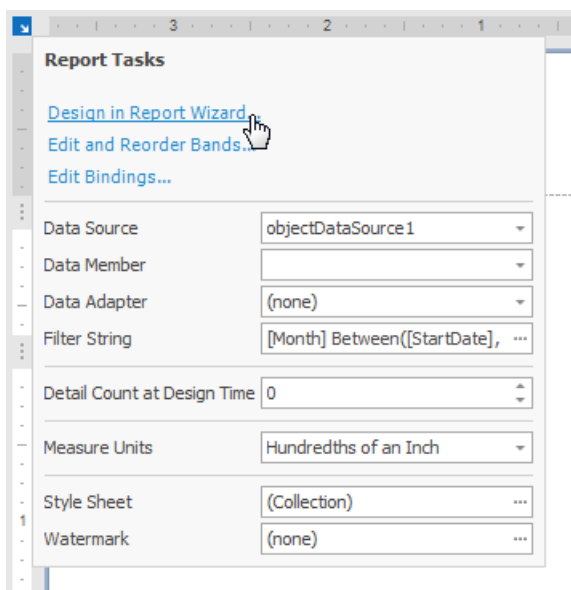 3 2 1
Report Tasks
Design in Report Wizard...
Edit and Reorder Bands...
Edit Bindings...
Data Source objectDataSource1
Data Member
Data Adapter (none)
Filter String [Month] Between([StartDate], ...
Detail Count at Design Time 0
Measure Units Hundredths of an Inch
Style Sheet (Collection) ...
1
Watermark (none) ...